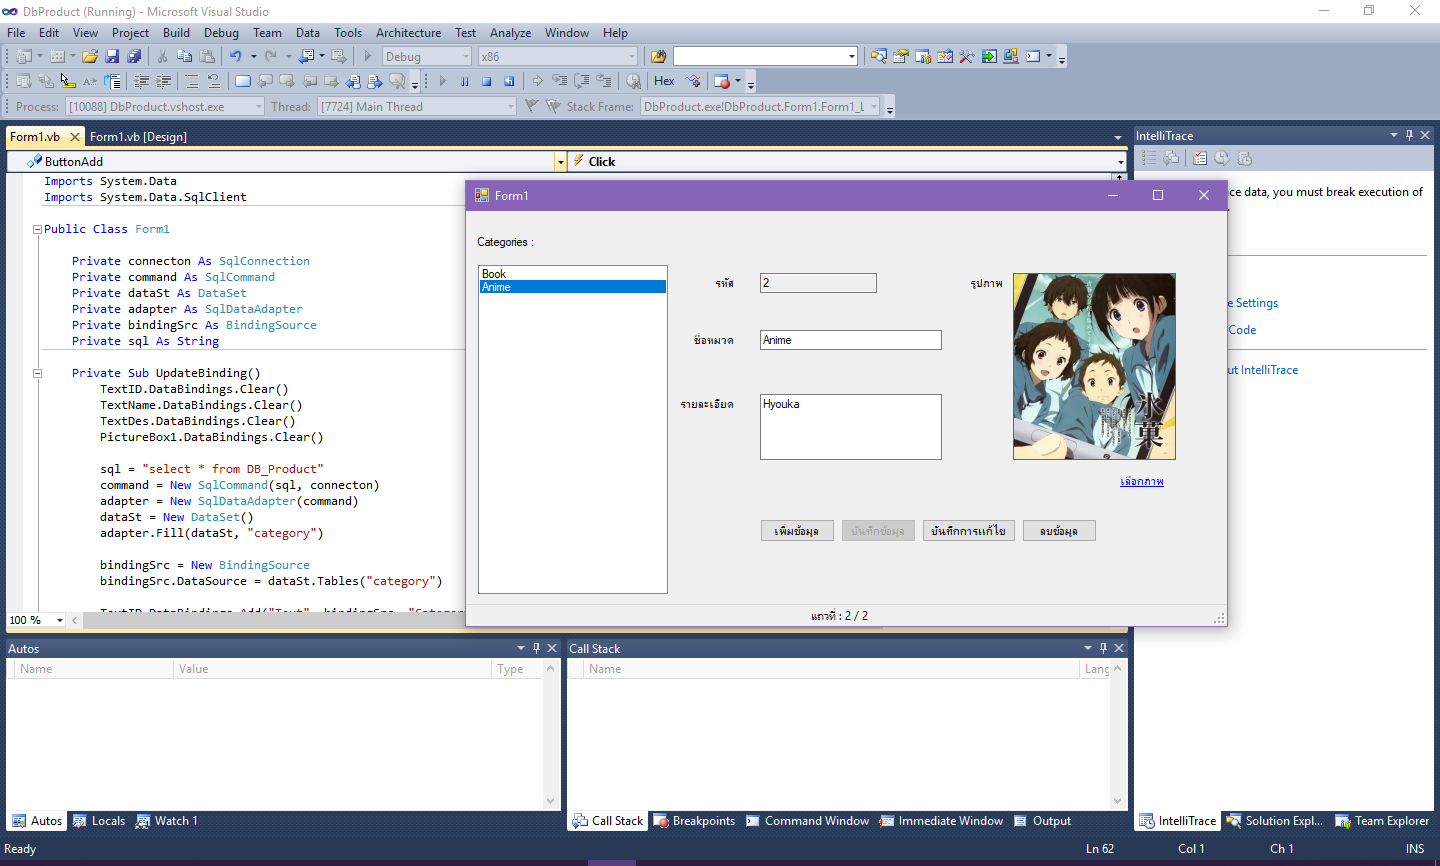 DbProduct (Running) - Microsoft Visual Studio
File Edit View Project Build Debug Team Data Tools Architecture Test Analyze Window Help
Debug x86
Hex
Process: [10088] DbProduct.vshost.exe Thread: [7724] Main Thread Stack Frame: DbProduct.exe!DbProduct.Form1.Form1_L
Form1.vb Form1.vb [Design]
ButtonAdd Click
Imports System.Data
Imports System.Data.SqlClient
Public Class Form1
Private connecton As SqlConnection
Private command As SqlCommand
Private dataSt As DataSet
Private adapter As SqlDataAdapter
Private bindingSrc As BindingSource
Private sql As String
Private Sub UpdateBinding()
TextID.DataBindings.Clear()
TextName.DataBindings.Clear()
TextDes.DataBindings.Clear()
PictureBox1.DataBindings.Clear()
sql = "select * from DB_Product"
command = New SqlCommand(sql, connecton)
adapter = New SqlDataAdapter(command)
dataSt = New DataSet()
adapter.Fill(dataSt, "category")
bindingSrc = New BindingSource
bindingSrc.DataSource = dataSt.Tables("category")
TextID.DataBindings.Add("Text", bindingSrc, "Categor
100 %
Form1
Categories :
Book
Anime
รหัส 2
ชื่อหมวด Anime
รายละเอียด Hyouka
รูปภาพ
氷菓
เลือกภาพ
เพิ่มข้อมูล บันทึกข้อมูล บันทึกการแก้ไข ลบข้อมูล
แถวที่ : 2 / 2
IntelliTrace
ce data, you must break execution of
e Settings
Code
ut IntelliTrace
Autos
Name Value Type
Call Stack
Name Lang
Autos Locals Watch 1
Call Stack Breakpoints Command Window Immediate Window Output
IntelliTrace Solution Expl... Team Explorer
Ready Ln 62 Col 1 Ch 1 INS